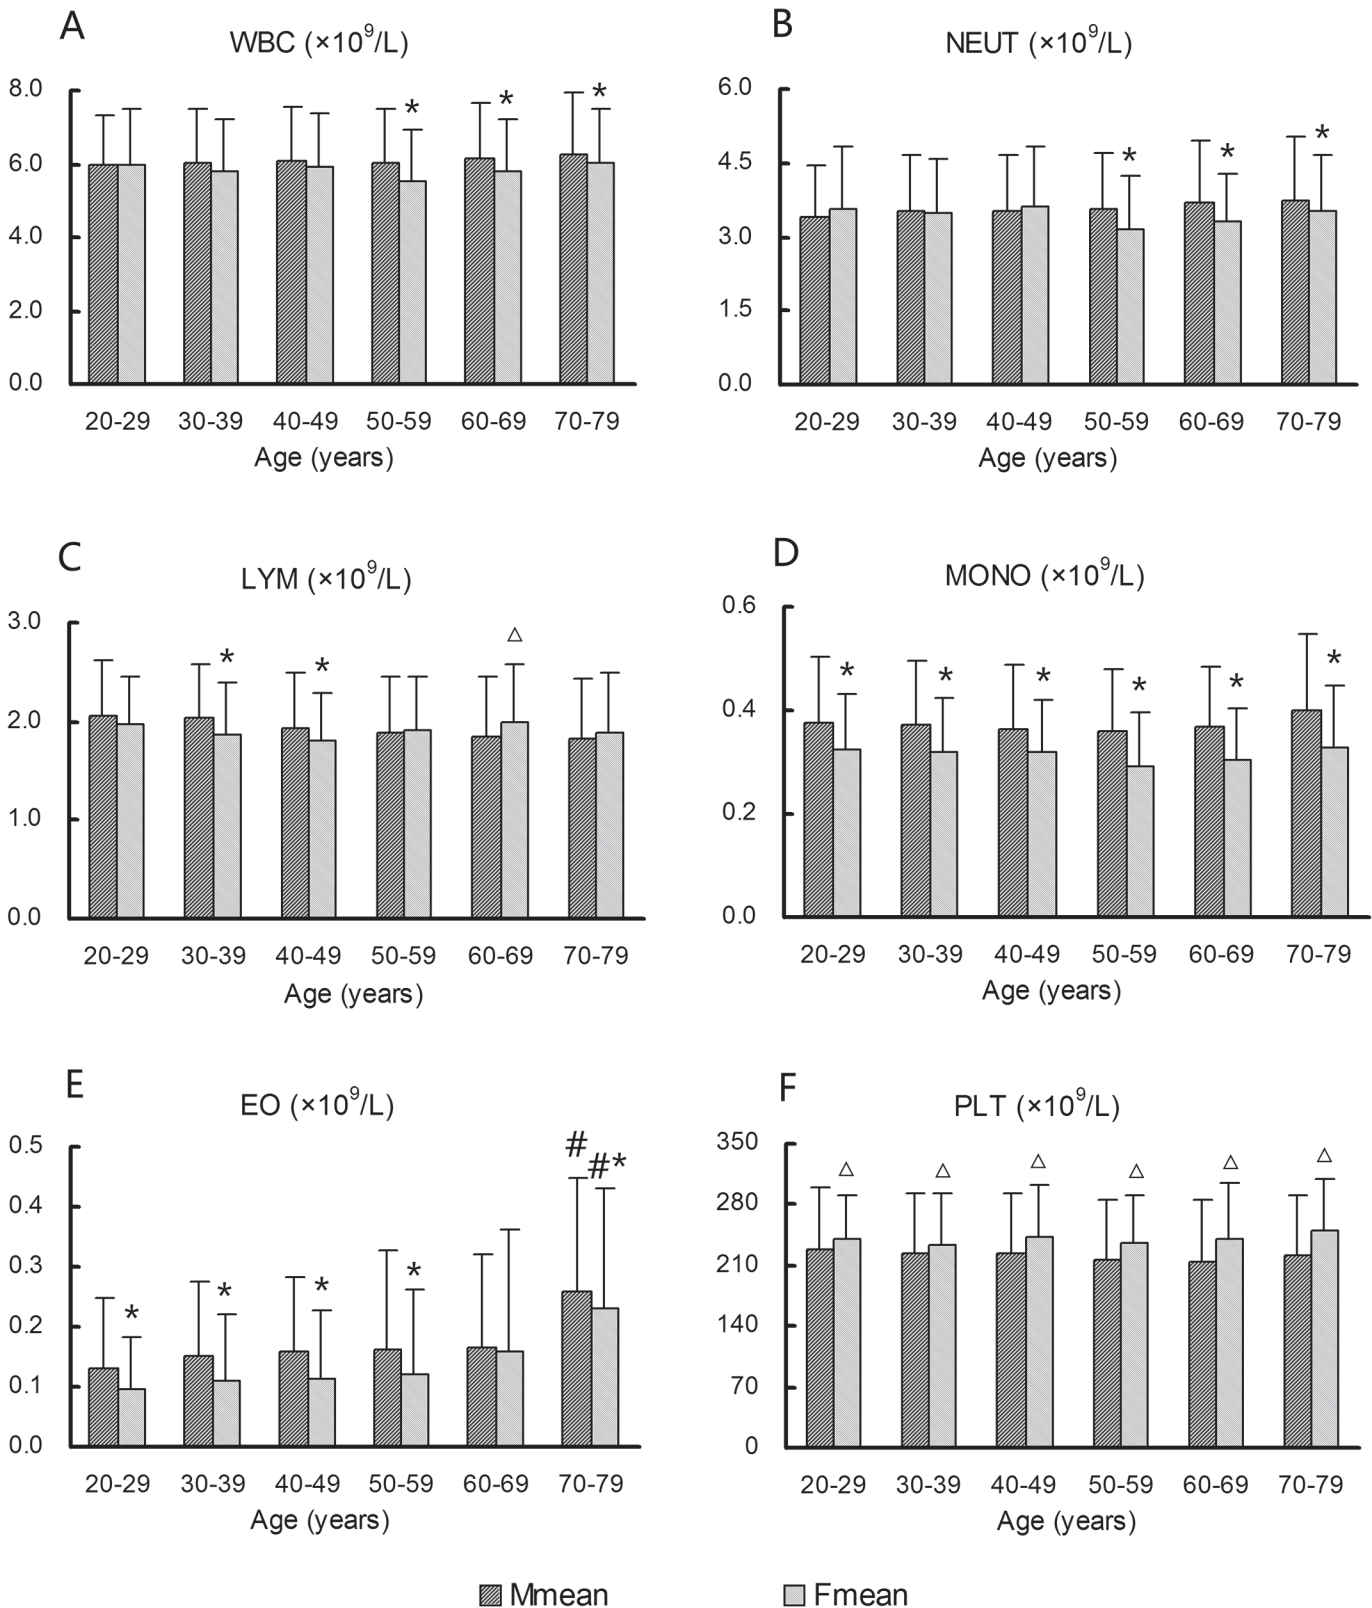 A
WBC (×10⁹/L)
8.0
6.0
4.0
2.0
0.0
* * *
20-29 30-39 40-49 50-59 60-69 70-79
Age (years)
B
NEUT (×10⁹/L)
6.0
4.5
3.0
1.5
0.0
* * *
20-29 30-39 40-49 50-59 60-69 70-79
Age (years)
C
LYM (×10⁹/L)
3.0
2.0
1.0
0.0
* * △
20-29 30-39 40-49 50-59 60-69 70-79
Age (years)
D
MONO (×10⁹/L)
0.6
0.4
0.2
0.0
* * * * * *
20-29 30-39 40-49 50-59 60-69 70-79
Age (years)
E
EO (×10⁹/L)
0.5
0.4
0.3
0.2
0.1
0.0
* * * * # #*
20-29 30-39 40-49 50-59 60-69 70-79
Age (years)
F
PLT (×10⁹/L)
350
280
210
140
70
0
△ △ △ △ △ △
20-29 30-39 40-49 50-59 60-69 70-79
Age (years)
Mmean Fmean